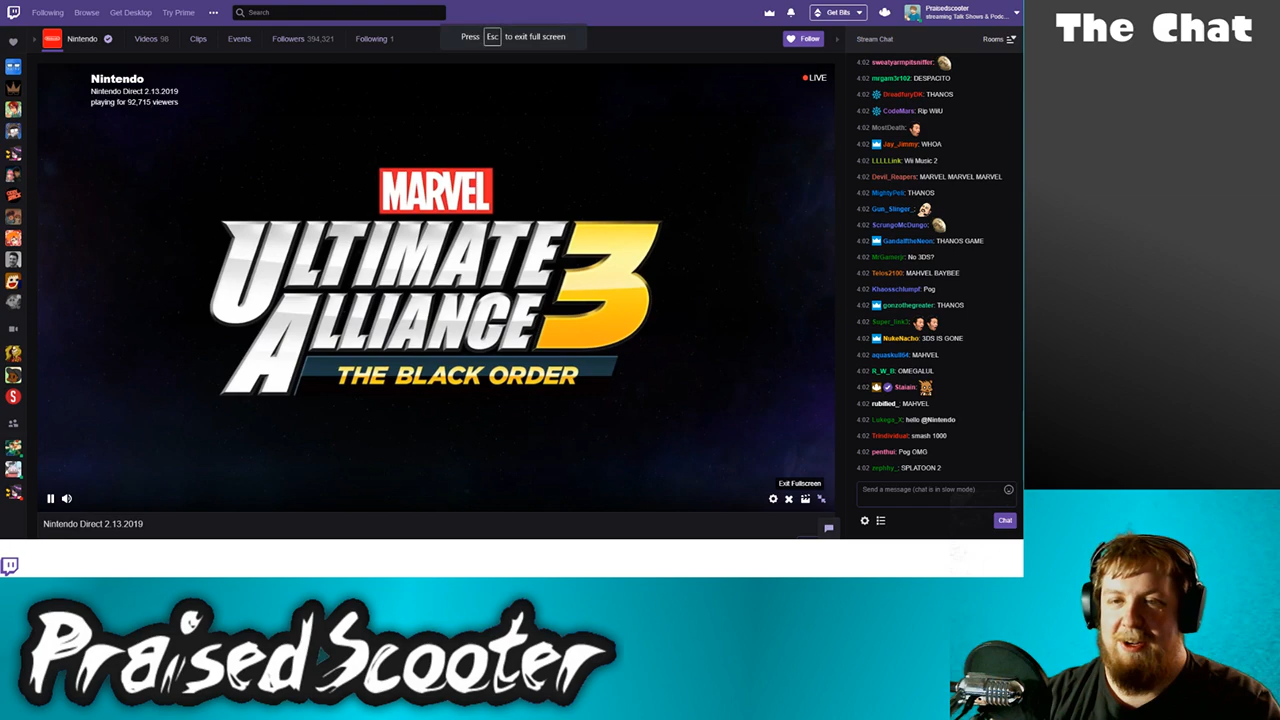 Following Browse Get Desktop Try Prime ••• Search Get Bits Praisedscooter
streaming Talk Shows & Podc...
Nintendo Videos 98 Clips Events Followers 394,321 Following 1
Press Esc to exit full screen
Follow
Nintendo
Nintendo Direct 2.13.2019
playing for 92,715 viewers
LIVE
MARVEL
ULTIMATE
ALLIANCE 3
THE BLACK ORDER
Exit Fullscreen
Nintendo Direct 2.13.2019
Stream Chat Rooms
4:02 sweatyarmpitsniffer:
4:02 mrgam3r102: DESPACITO
4:02 DreadfuryDK: THANOS
4:02 CodeMars: Rip WiiU
4:02 MostDeath:
4:02 Jay_Jimmy: WHOA
4:02 LLLLLink: Wii Music 2
4:02 Devil_Reapers: MARVEL MARVEL MARVEL
4:02 MightyPeli: THANOS
4:02 Gun_Slinger_:
4:02 ScrungoMcDungo:
4:02 GandalftheNeon: THANOS GAME
4:02 MrGamerjr: No 3DS?
4:02 Telos2100: MAHVEL BAYBEE
4:02 Khaosschlumpf: Pog
4:02 gonzothegreater: THANOS
4:02 Super_link3:
4:02 NukeNacho: 3DS IS GONE
4:02 aquaskull64: MAHVEL
4:02 R_W_B: OMEGALUL
4:02 Staiain:
4:02 rubified_: MAHVEL
4:02 Lukega_X: hello @Nintendo
4:02 Trindividual: smash 1000
4:02 penthui: Pog OMG
4:02 zephhy_: SPLATOON 2
Send a message (chat is in slow mode)
Chat
The Chat
PraisedScooter